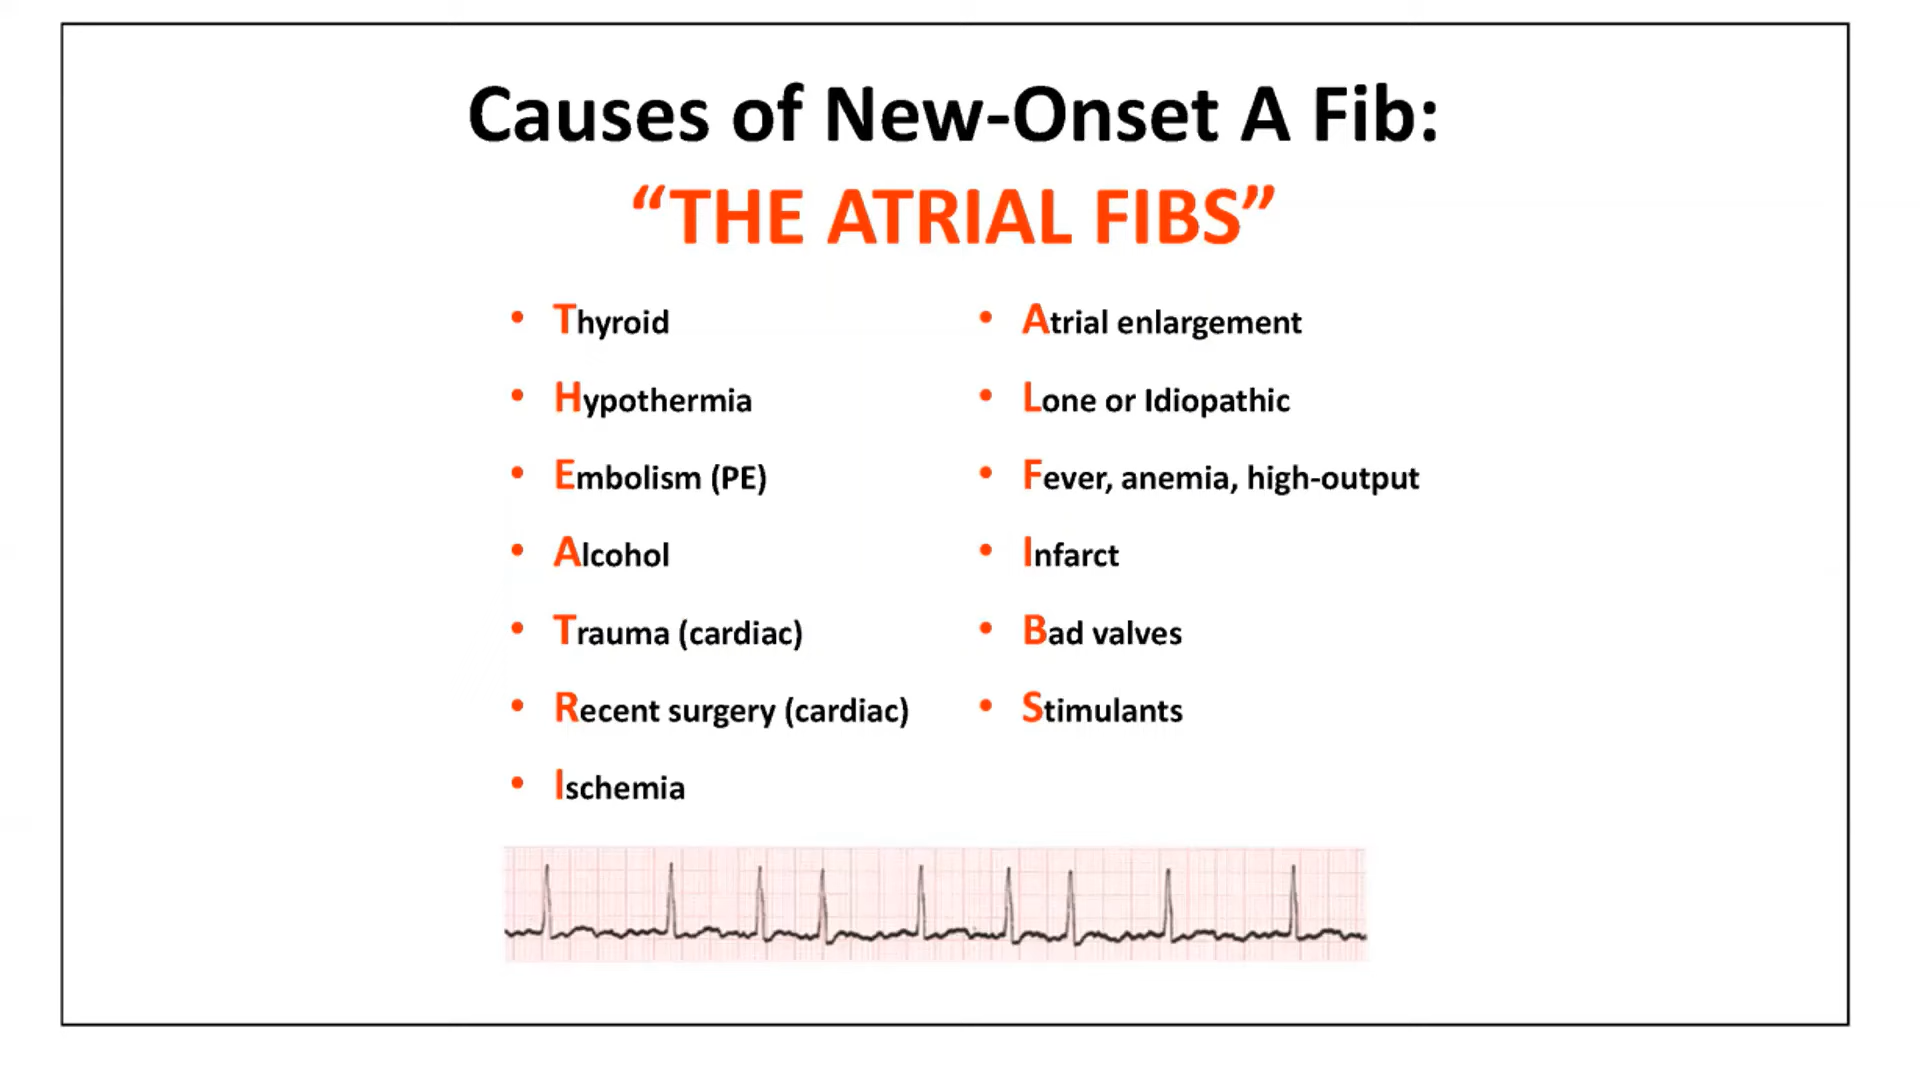 Causes of New-Onset A Fib:
“THE ATRIAL FIBS”
• Thyroid
• Hypothermia
• Embolism (PE)
• Alcohol
• Trauma (cardiac)
• Recent surgery (cardiac)
• Ischemia
• Atrial enlargement
• Lone or Idiopathic
• Fever, anemia, high-output
• Infarct
• Bad valves
• Stimulants